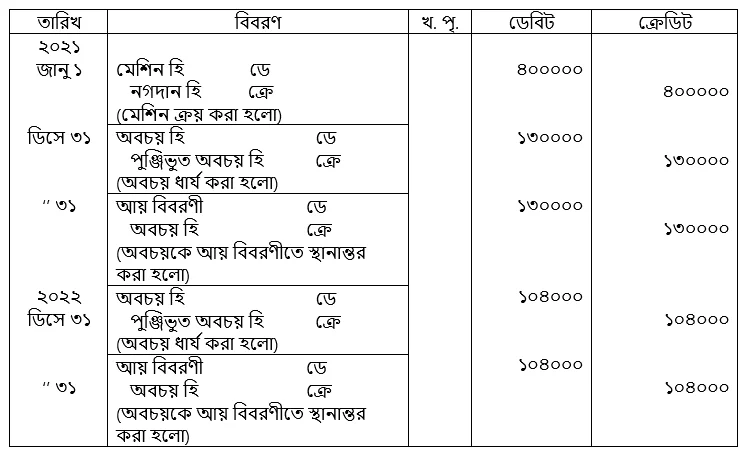 তারিখ বিবরণ খ. পৃ. ডেবিট ক্রেডিট
২০২১
জানু ১ মেশিন হি ডে ৪০০০০০
নগদান হি ক্রে ৪০০০০০
(মেশিন ক্রয় করা হলো)
ডিসে ৩১ অবচয় হি ডে ১৩০০০০
পুঞ্জিভুত অবচয় হি ক্রে ১৩০০০০
(অবচয় ধার্য করা হলো)
“ ৩১ আয় বিবরণী ডে ১৩০০০০
অবচয় হি ক্রে ১৩০০০০
(অবচয়কে আয় বিবরণীতে স্থানান্তর
করা হলো)
২০২২ অবচয় হি ডে ১০৪০০০
ডিসে ৩১ পুঞ্জিভুত অবচয় হি ক্রে ১০৪০০০
(অবচয় ধার্য করা হলো)
আয় বিবরণী ডে ১০৪০০০
“ ৩১ অবচয় হি ক্রে ১০৪০০০
(অবচয়কে আয় বিবরণীতে স্থানান্তর
করা হলো)